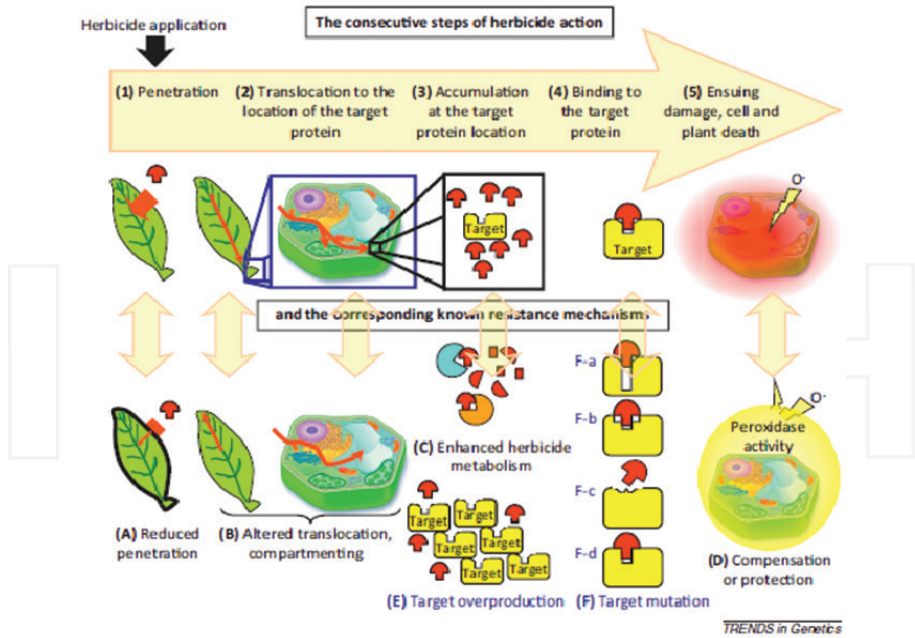 The consecutive steps of herbicide action
Herbicide application
(1) Penetration
(2) Translocation to the
location of the target
protein
(3) Accumulation
at the target
protein location
(4) Binding to
the target
protein
(5) Ensuing
damage, cell and
plant death
Target
Target
O·
and the corresponding known resistance mechanisms
(A) Reduced
penetration
(B) Altered translocation,
compartmenting
(C) Enhanced herbicide
metabolism
Target
Target
Target
Target
Target
Target
(E) Target overproduction
F–a
F–b
F–c
F–d
(F) Target mutation
O·
Peroxidase
activity
(D) Compensation
or protection
TRENDS in Genetics